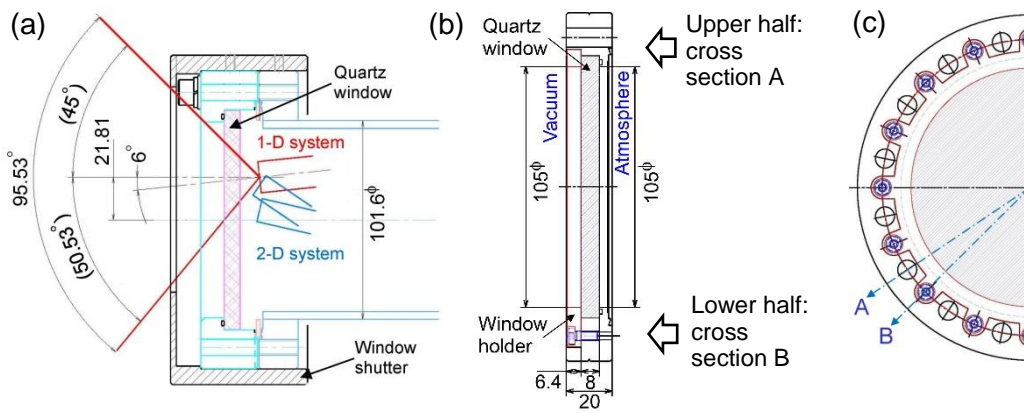 (a)
Quartz
window
1-D system
2-D system
Window
shutter
(45°)
6°
21.81
95.53°
(50.53°)
101.6ϕ
(b)
Quartz
window
Vacuum
Atmosphere
105ϕ
105ϕ
Window
holder
6.4
8
20
Upper half:
cross
section A
Lower half:
cross
section B
(c)
A
B